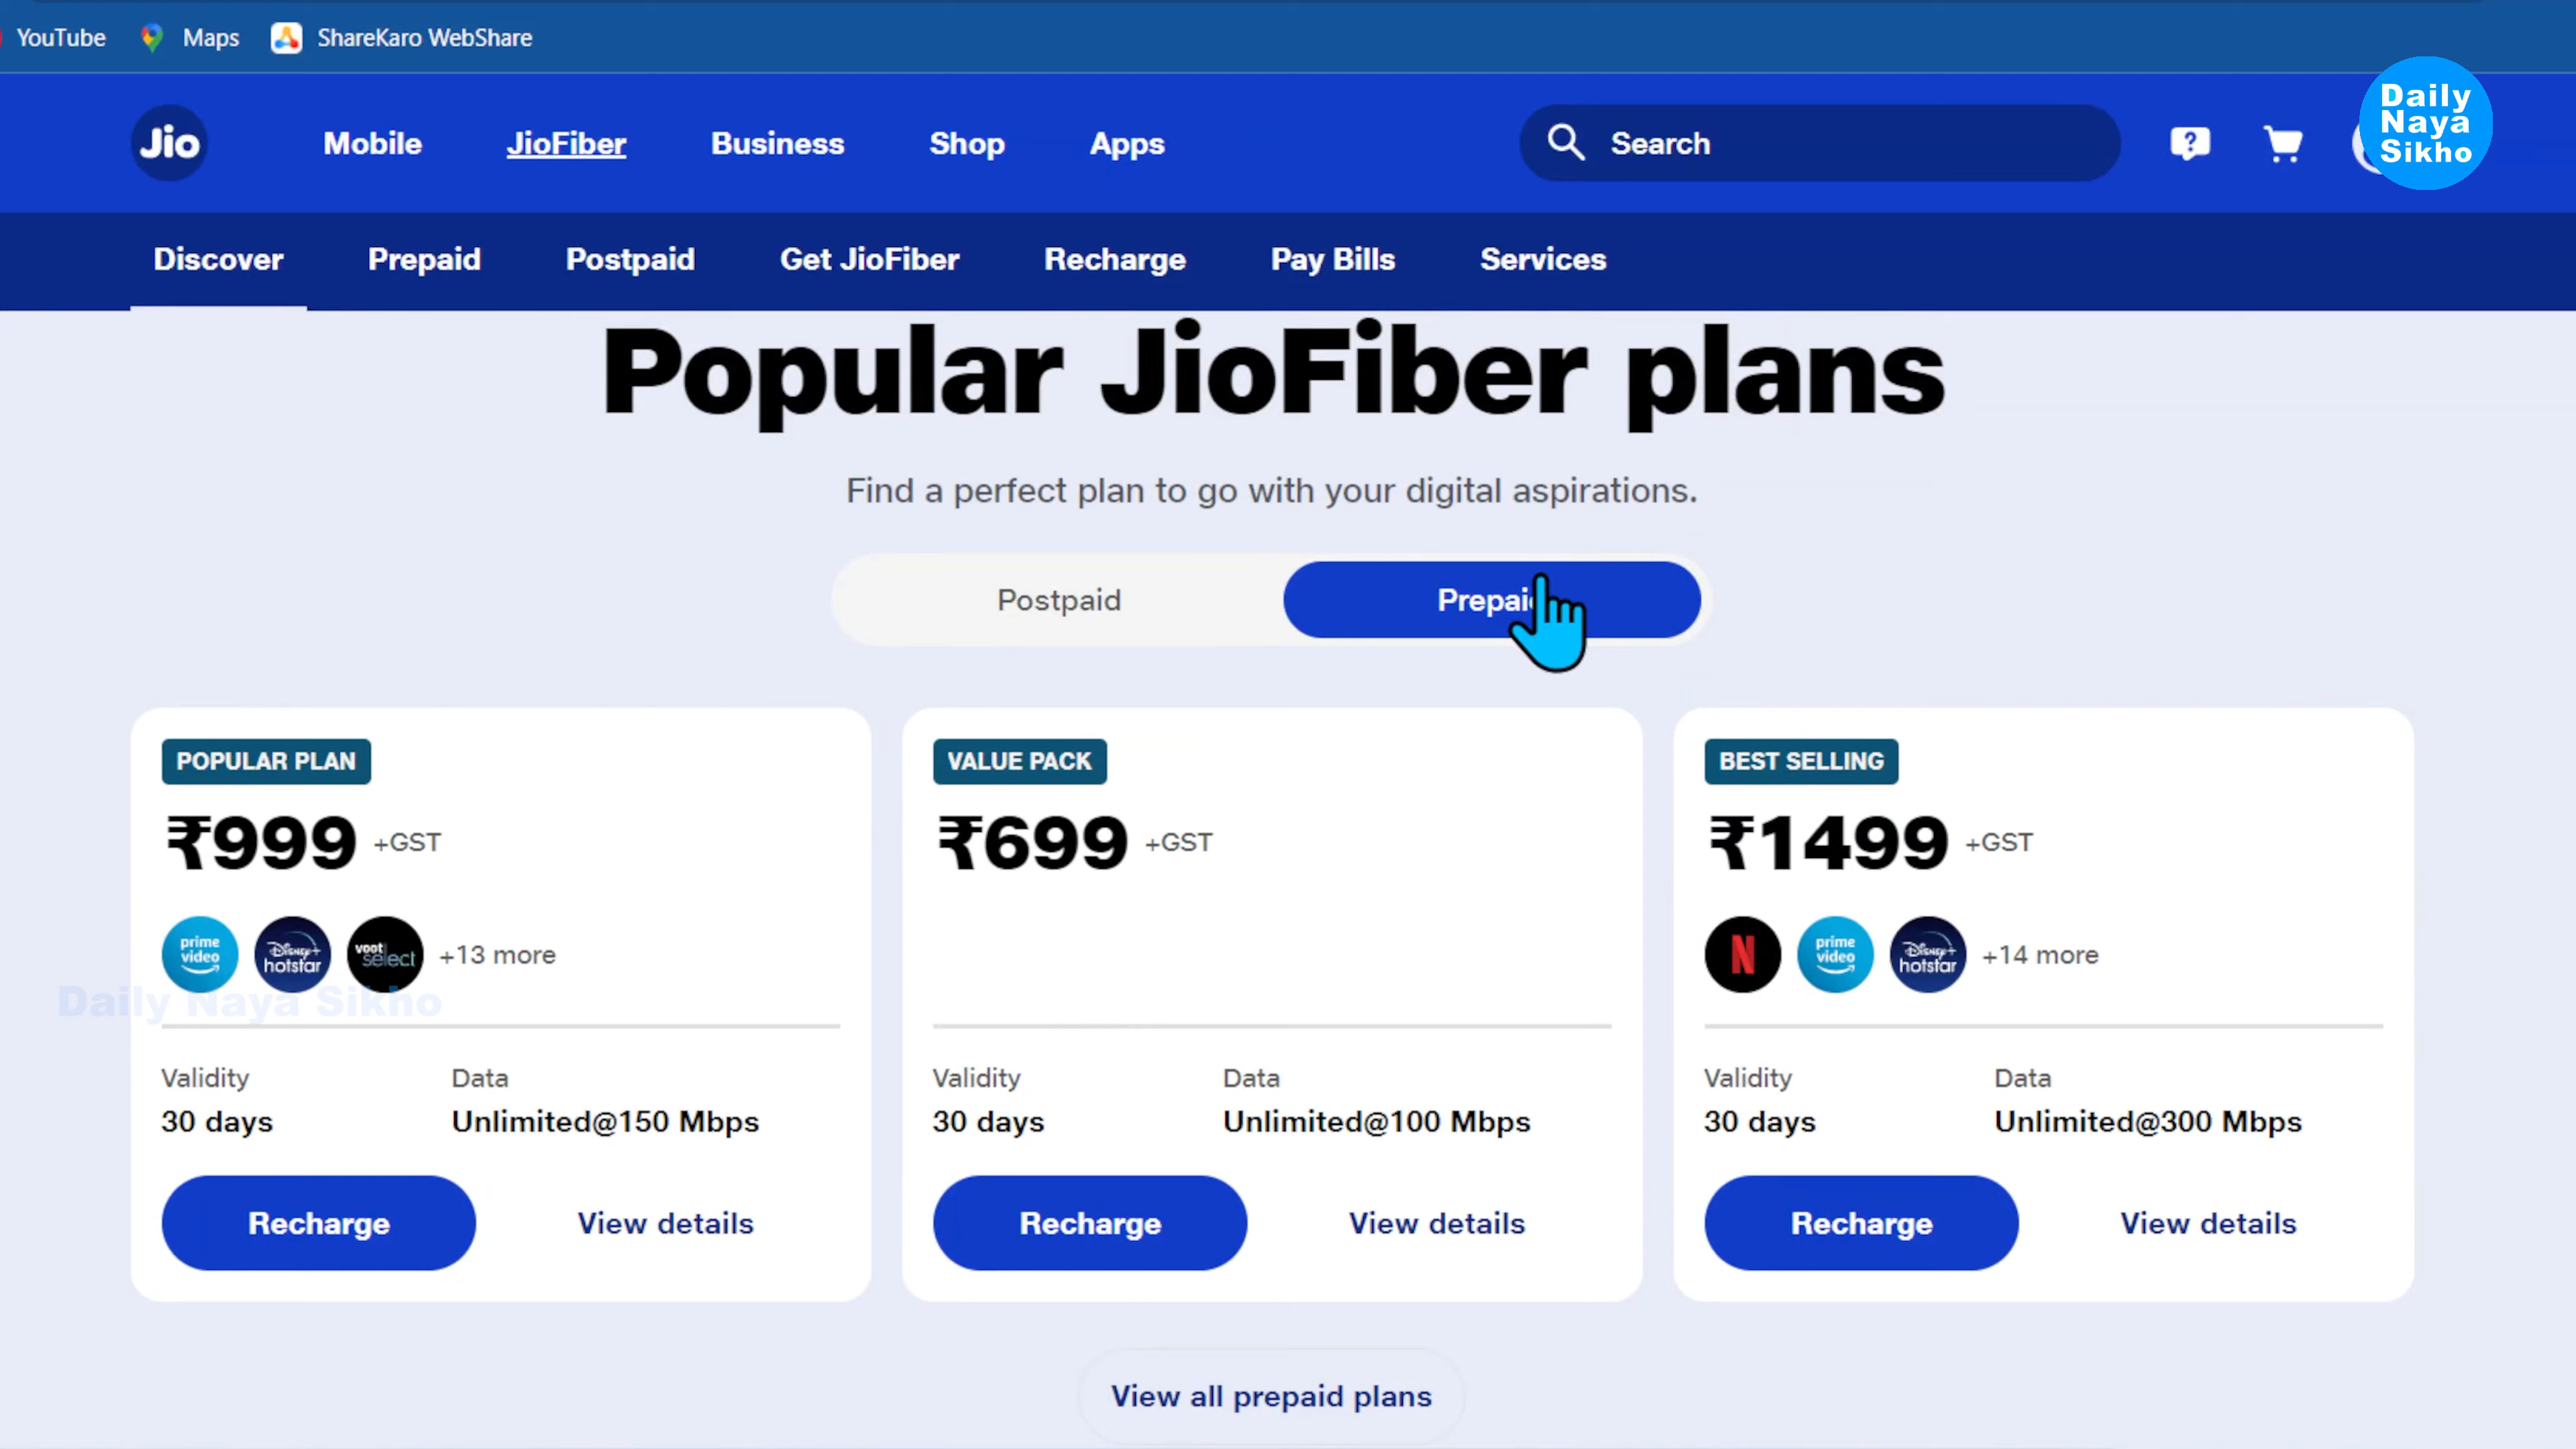 YouTube Maps ShareKaro WebShare
Jio Mobile JioFiber Business Shop Apps Search
Daily
Naya
Sikho
Discover Prepaid Postpaid Get JioFiber Recharge Pay Bills Services
Popular JioFiber plans
Find a perfect plan to go with your digital aspirations.
Postpaid Prepai
POPULAR PLAN
₹999 +GST
prime video Disney+ hotstar voot select +13 more
Daily Naya Sikho
Validity Data
30 days Unlimited@150 Mbps
Recharge View details
VALUE PACK
₹699 +GST
Validity Data
30 days Unlimited@100 Mbps
Recharge View details
BEST SELLING
₹1499 +GST
N prime video Disney+ hotstar +14 more
Validity Data
30 days Unlimited@300 Mbps
Recharge View details
View all prepaid plans